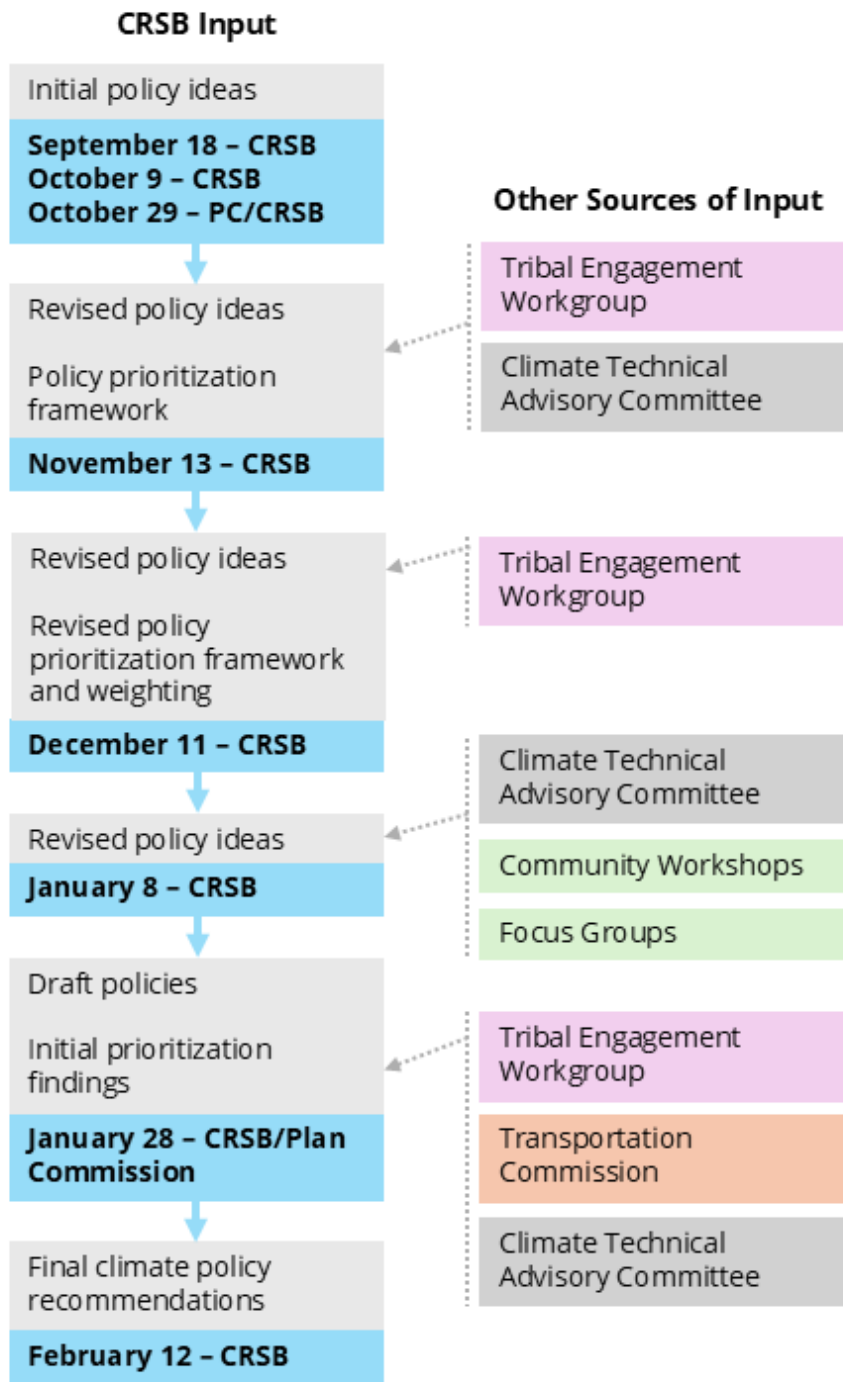 CRSB Input
Initial policy ideas
September 18 – CRSB
October 9 – CRSB
October 29 – PC/CRSB
Revised policy ideas
Policy prioritization
framework
November 13 – CRSB
Revised policy ideas
Revised policy
prioritization framework
and weighting
December 11 – CRSB
Revised policy ideas
January 8 – CRSB
Draft policies
Initial prioritization
findings
January 28 – CRSB/Plan
Commission
Final climate policy
recommendations
February 12 – CRSB
Other Sources of Input
Tribal Engagement
Workgroup
Climate Technical
Advisory Committee
Tribal Engagement
Workgroup
Climate Technical
Advisory Committee
Community Workshops
Focus Groups
Tribal Engagement
Workgroup
Transportation
Commission
Climate Technical
Advisory Committee